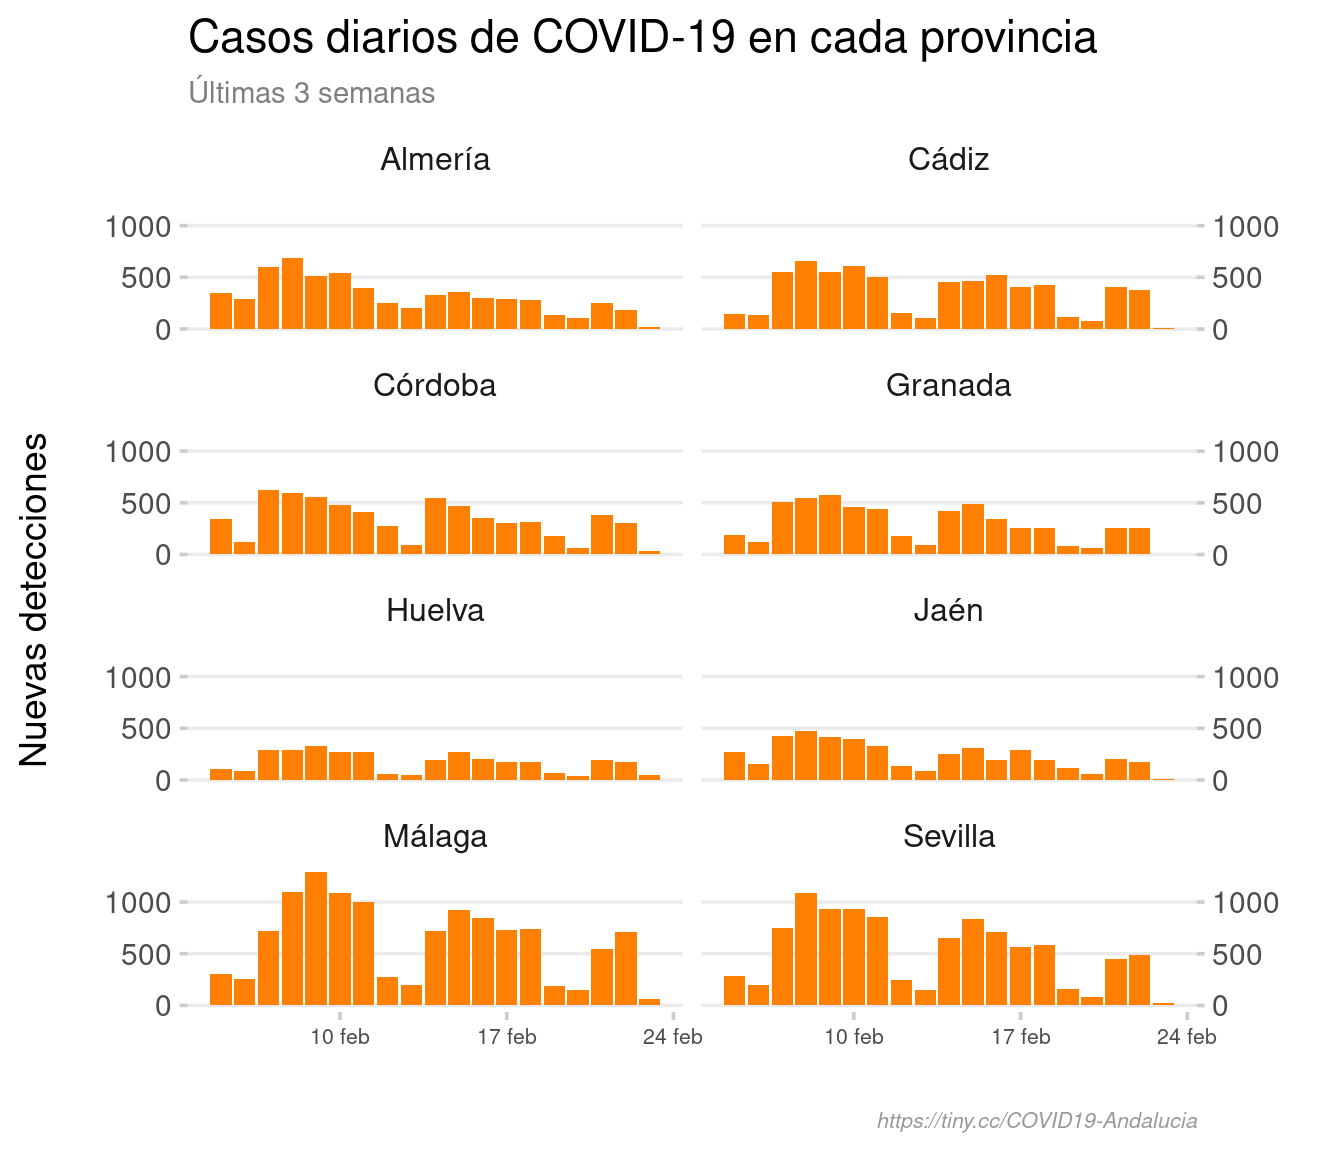 Casos diarios de COVID-19 en cada provincia
Últimas 3 semanas
Almería
Cádiz
1000
500
0
1000
500
0
Córdoba
Granada
1000
500
0
1000
500
0
Nuevas detecciones
Huelva
Jaén
1000
500
0
1000
500
0
Málaga
Sevilla
1000
500
0
1000
500
0
10 feb 17 feb 24 feb
10 feb 17 feb 24 feb
https://tiny.cc/COVID19-Andalucia